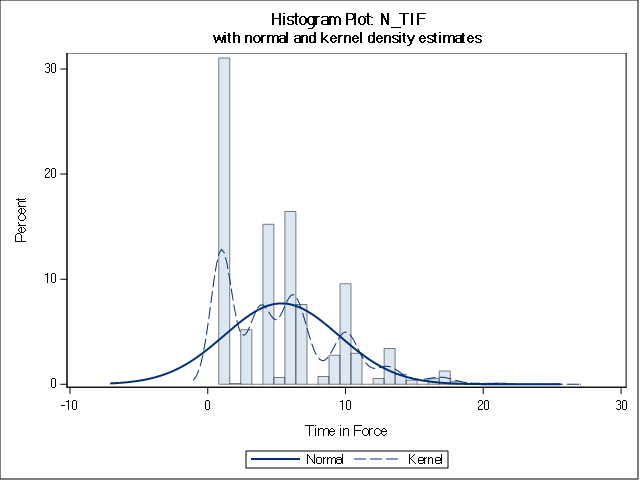 Histogram Plot: N_TIF
with normal and kernel density estimates
30
20
10
0
Percent
-10 0 10 20 30
Time in Force
Normal Kernel